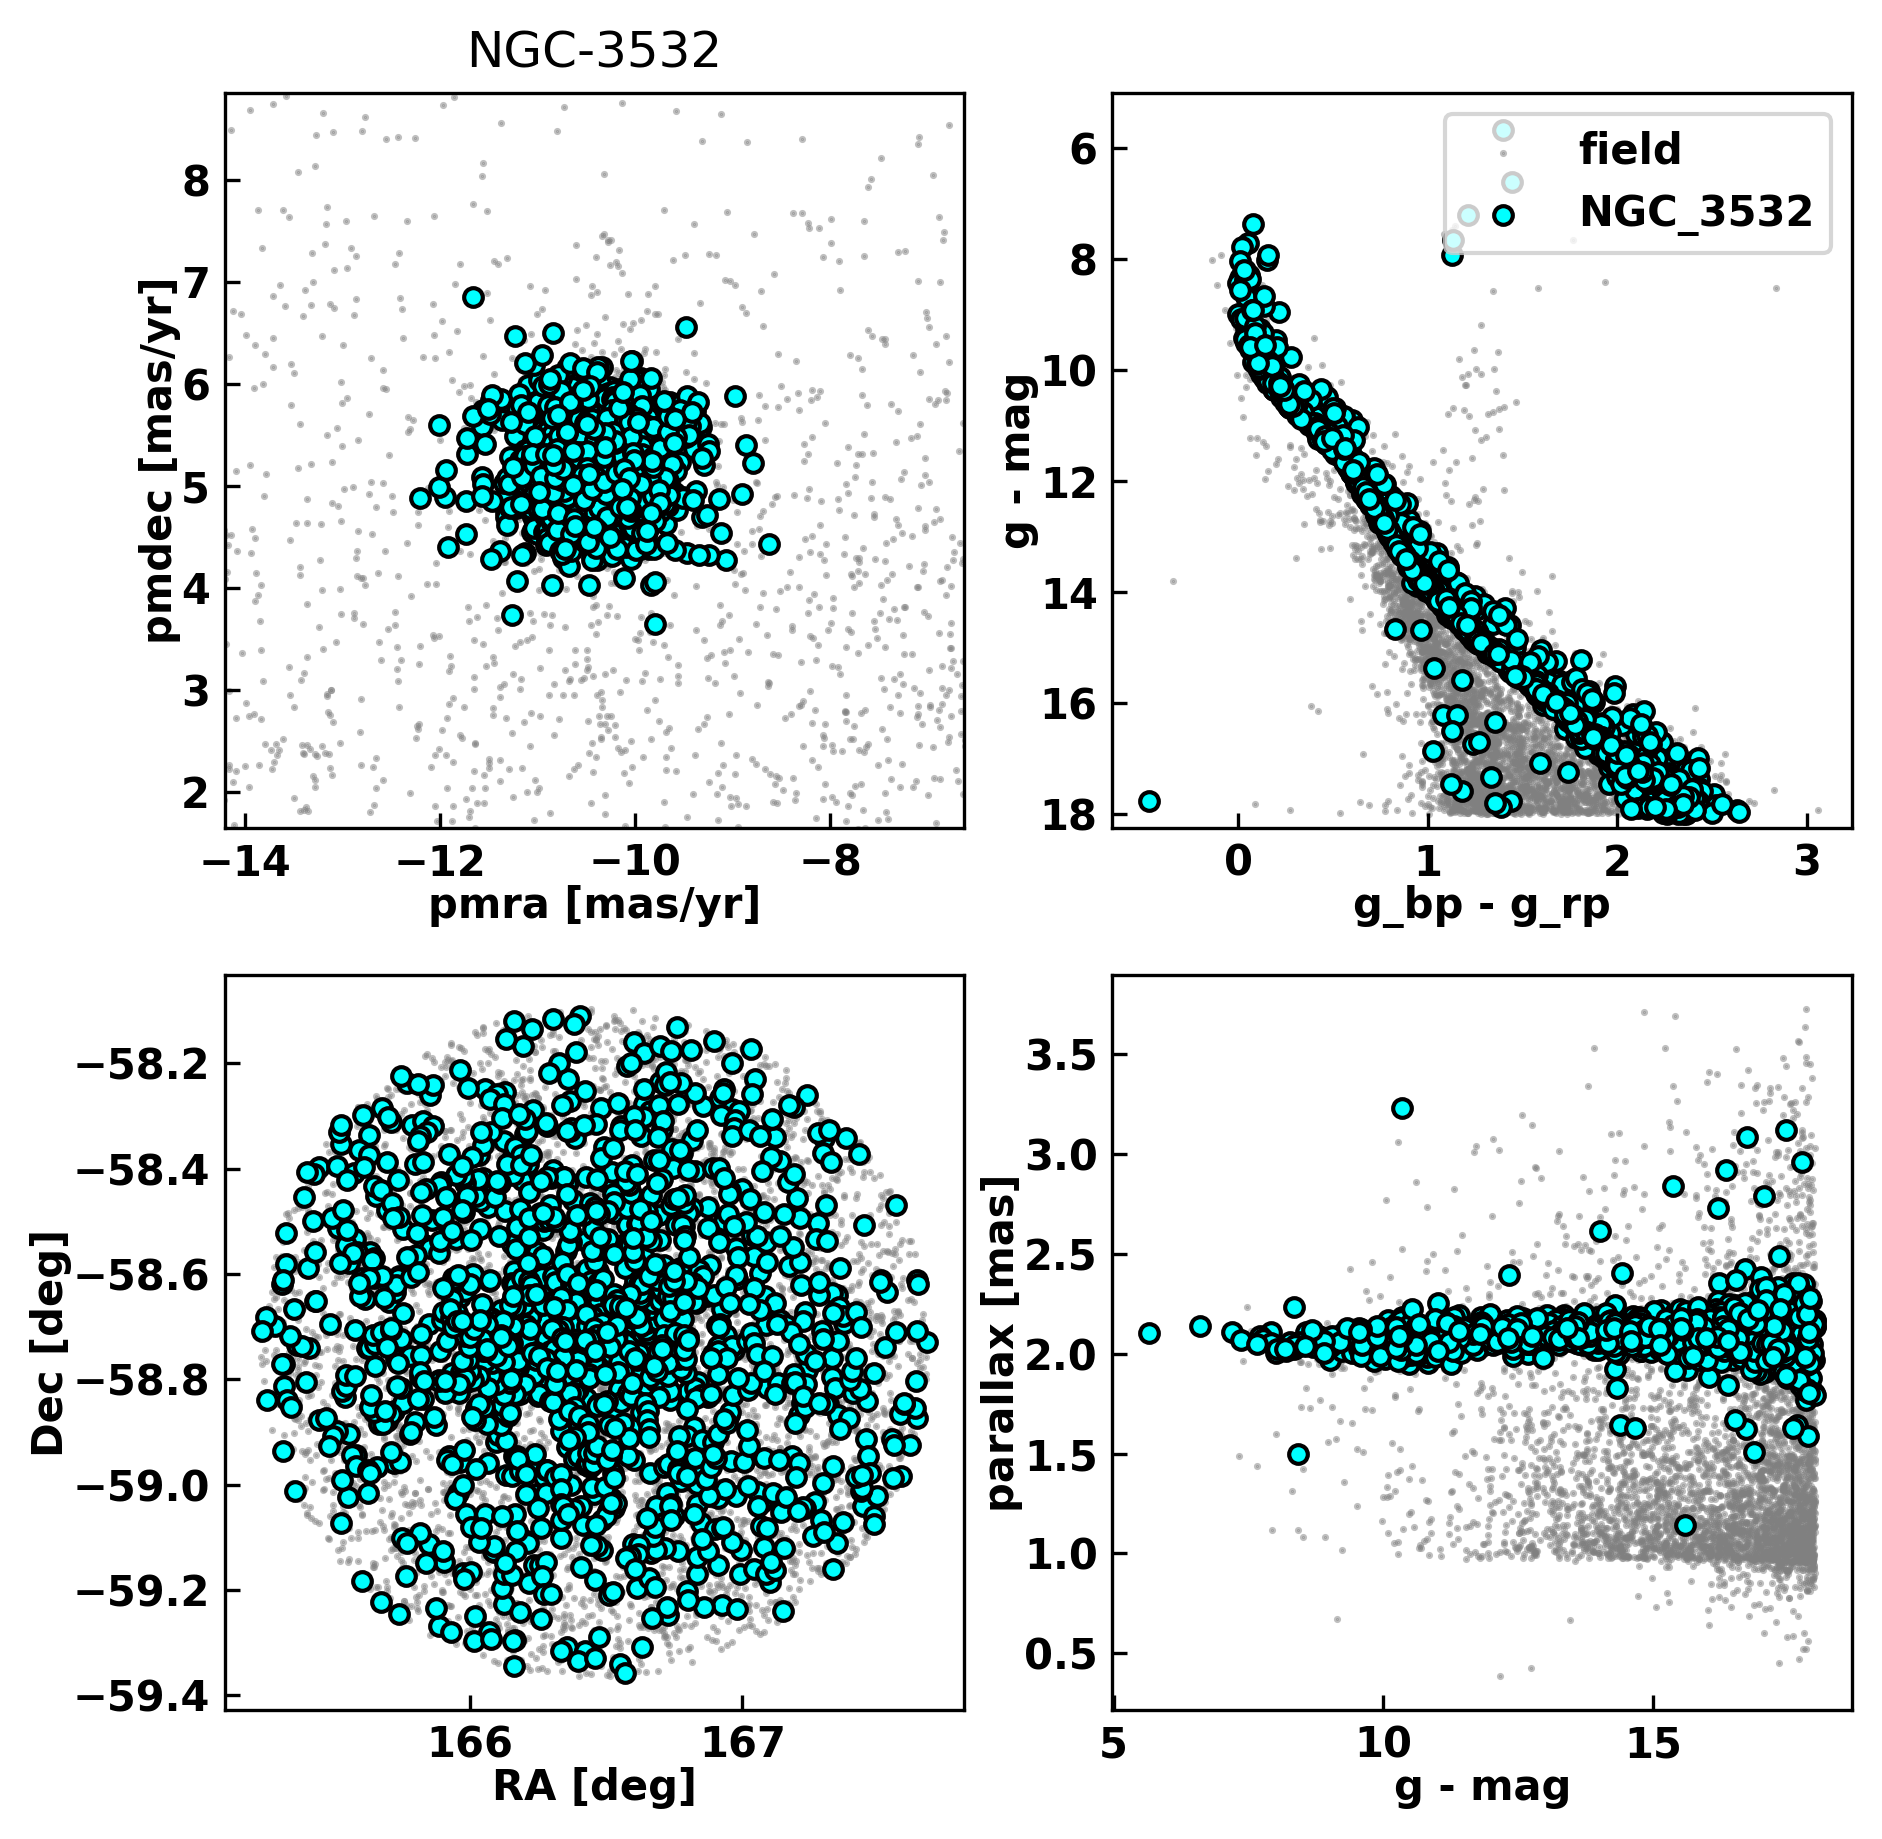 NGC-3532
8
7
6
5
4
3
2
pmdec [mas/yr]
−14 −12 −10 −8
pmra [mas/yr]
field
NGC_3532
6
8
10
12
14
16
18
g - mag
0 1 2 3
g_bp - g_rp
−58.2
−58.4
−58.6
−58.8
−59.0
−59.2
−59.4
Dec [deg]
166 167
RA [deg]
3.5
3.0
2.5
2.0
1.5
1.0
0.5
parallax [mas]
5 10 15
g - mag